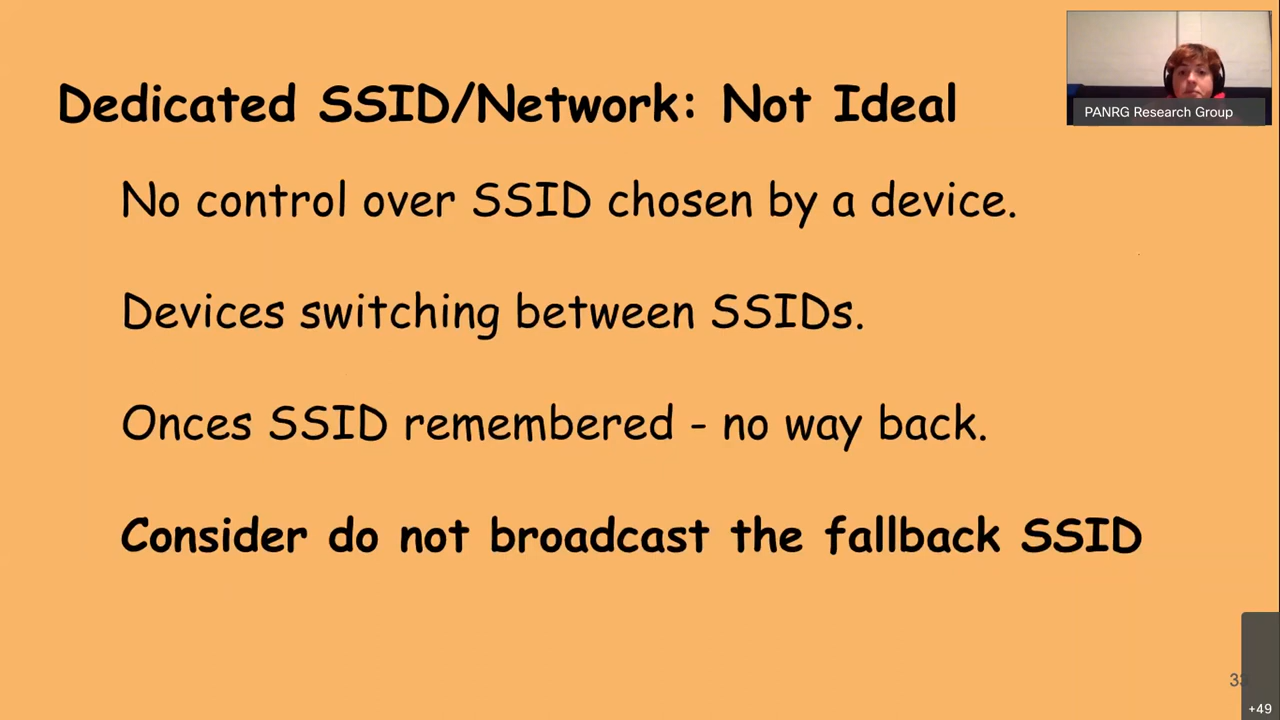 Dedicated SSID/Network: Not Ideal
PANRG Research Group
No control over SSID chosen by a device.
Devices switching between SSIDs.
Onces SSID remembered - no way back.
Consider do not broadcast the fallback SSID
+49